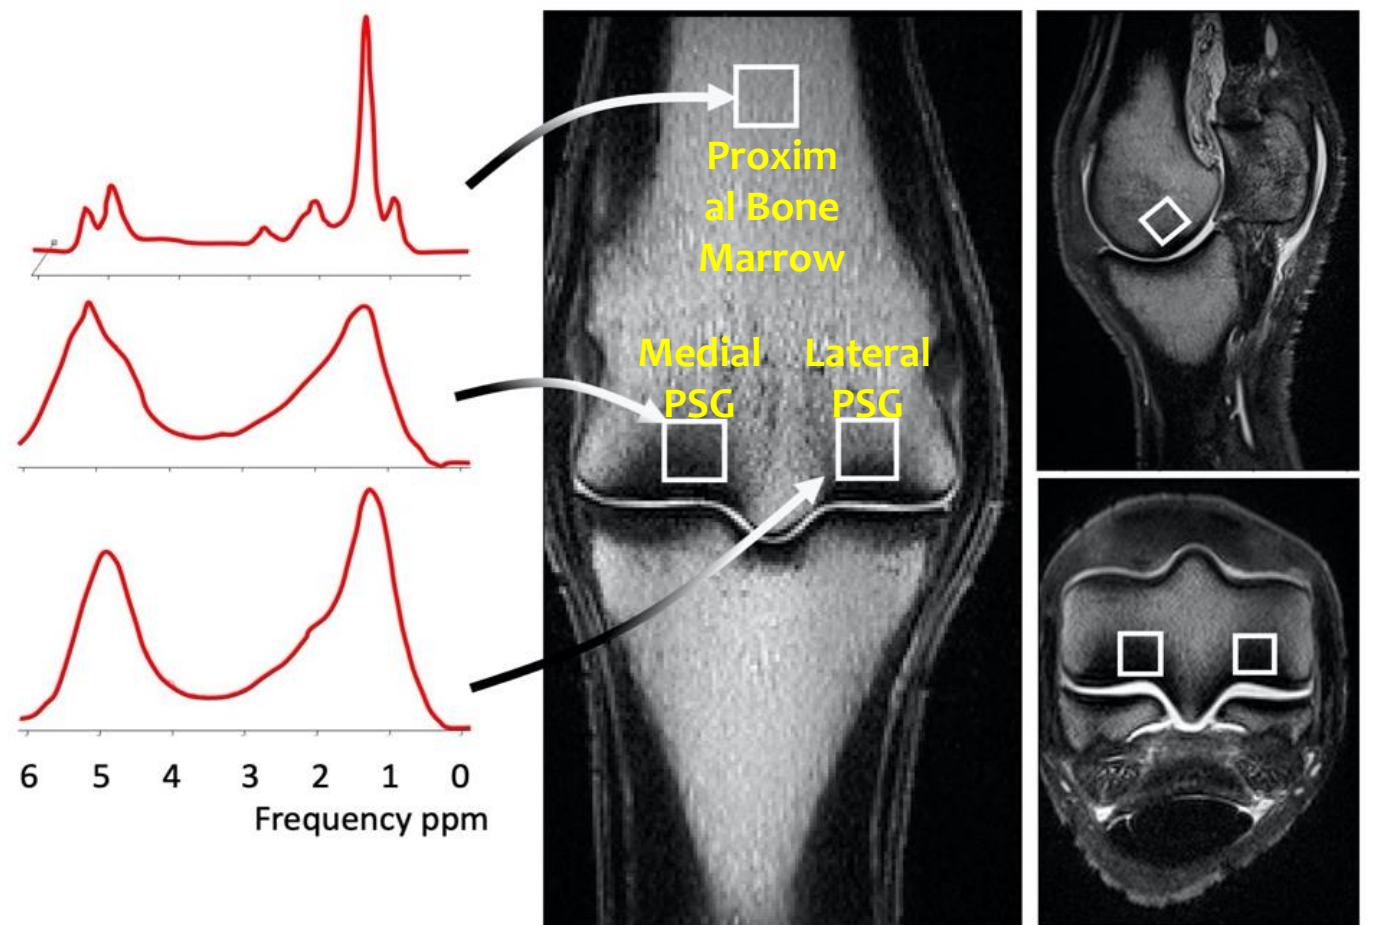 Proxim
al Bone
Marrow
Medial
PSG
Lateral
PSG
6 5 4 3 2 1 0
Frequency ppm